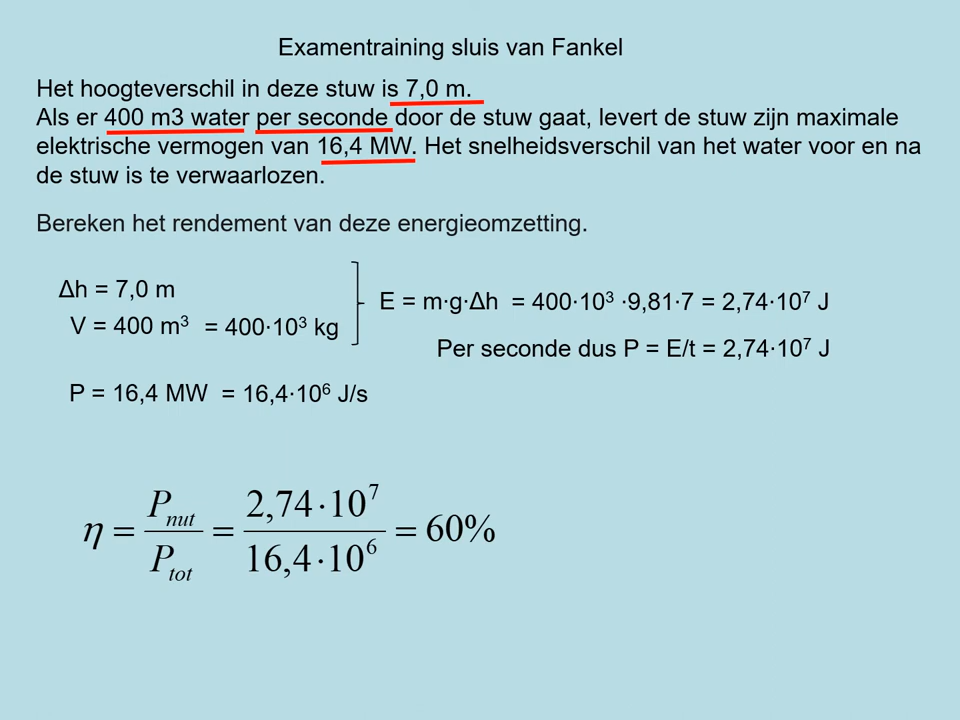 Examentraining sluis van Fankel
Het hoogteverschil in deze stuw is 7,0 m.
Als er 400 m3 water per seconde door de stuw gaat, levert de stuw zijn maximale
elektrische vermogen van 16,4 MW. Het snelheidsverschil van het water voor en na
de stuw is te verwaarlozen.
Bereken het rendement van deze energieomzetting.
Δh = 7,0 m
V = 400 m³ = 400·10³ kg
E = m·g·Δh = 400·10³ ·9,81·7 = 2,74·10⁷ J
Per seconde dus P = E/t = 2,74·10⁷ J
P = 16,4 MW = 16,4·10⁶ J/s
η = P_nut / P_tot = 2,74·10⁷ / 16,4·10⁶ = 60%